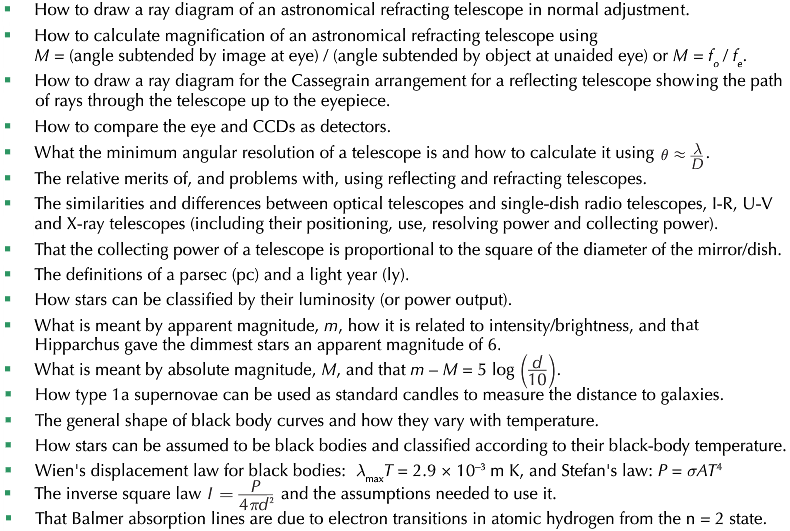 ▪ How to draw a ray diagram of an astronomical refracting telescope in normal adjustment.
▪ How to calculate magnification of an astronomical refracting telescope using
M = (angle subtended by image at eye) / (angle subtended by object at unaided eye) or M = fₒ / fₑ.
▪ How to draw a ray diagram for the Cassegrain arrangement for a reflecting telescope showing the path
of rays through the telescope up to the eyepiece.
▪ How to compare the eye and CCDs as detectors.
▪ What the minimum angular resolution of a telescope is and how to calculate it using θ ≈ λ/D.
▪ The relative merits of, and problems with, using reflecting and refracting telescopes.
▪ The similarities and differences between optical telescopes and single-dish radio telescopes, I-R, U-V
and X-ray telescopes (including their positioning, use, resolving power and collecting power).
▪ That the collecting power of a telescope is proportional to the square of the diameter of the mirror/dish.
▪ The definitions of a parsec (pc) and a light year (ly).
▪ How stars can be classified by their luminosity (or power output).
▪ What is meant by apparent magnitude, m, how it is related to intensity/brightness, and that
Hipparchus gave the dimmest stars an apparent magnitude of 6.
▪ What is meant by absolute magnitude, M, and that m – M = 5 log (d/10).
▪ How type 1a supernovae can be used as standard candles to measure the distance to galaxies.
▪ The general shape of black body curves and how they vary with temperature.
▪ How stars can be assumed to be black bodies and classified according to their black-body temperature.
▪ Wien's displacement law for black bodies: λmaxT = 2.9 × 10⁻³ m K, and Stefan's law: P = σAT⁴
▪ The inverse square law I = P/4πd² and the assumptions needed to use it.
▪ That Balmer absorption lines are due to electron transitions in atomic hydrogen from the n = 2 state.